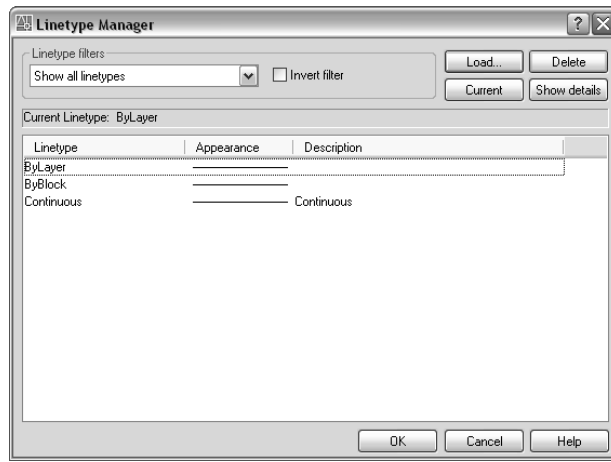 Linetype Manager
Linetype filters
Show all linetypes
Invert filter
Load...
Delete
Current
Show details
Current Linetype: ByLayer
Linetype Appearance Description
ByLayer
ByBlock
Continuous Continuous
OK Cancel Help